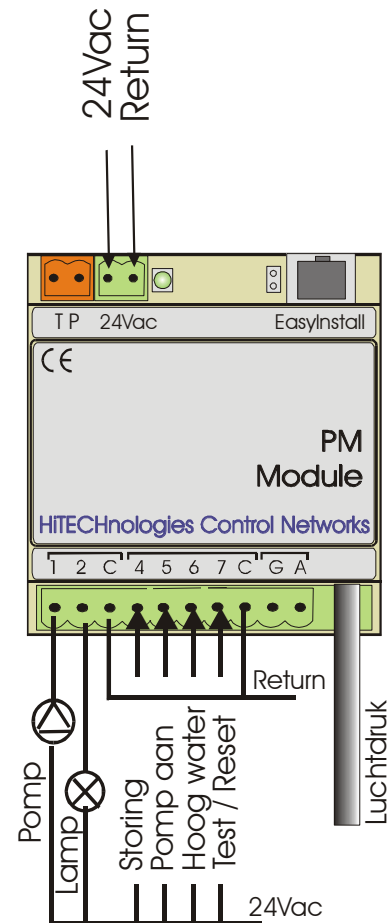 24Vac
Return
TP 24Vac EasyInstall
CE
PM
Module
HiTECHnologies Control Networks
1 2 C 4 5 6 7 C G A
Return
Luchtdruk
Pomp
Lamp
Storing
Pomp aan
Hoog water
Test / Reset
24Vac